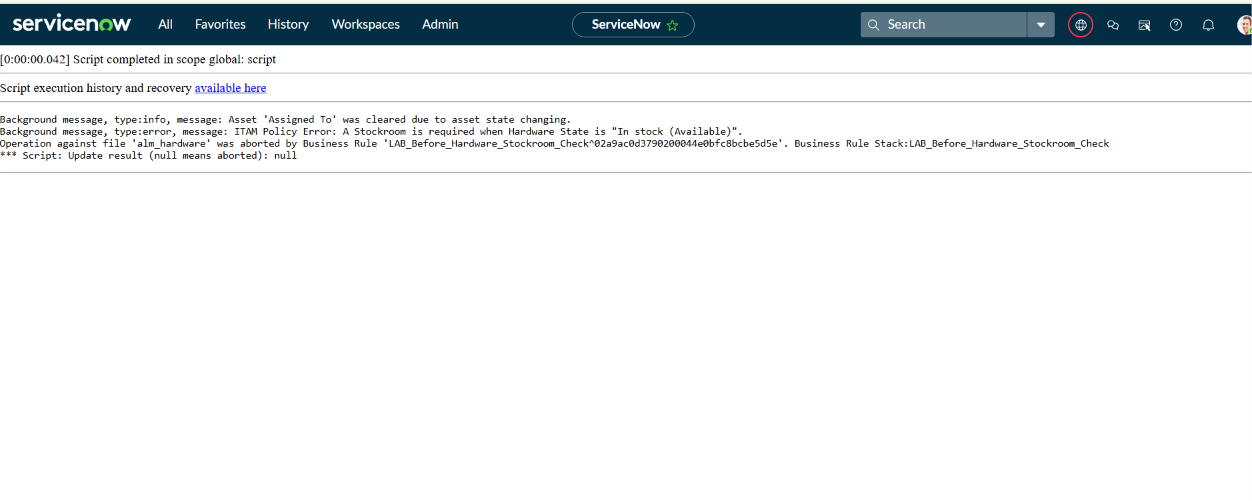 servicenow All Favorites History Workspaces Admin ServiceNow Search
[0:00:00.042] Script completed in scope global: script
Script execution history and recovery available here
Background message, type:info, message: Asset 'Assigned To' was cleared due to asset state changing.
Background message, type:error, message: ITAM Policy Error: A Stockroom is required when Hardware State is "In stock (Available)".
Operation against file 'alm_hardware' was aborted by Business Rule 'LAB_Before_Hardware_Stockroom_Check^02a9ac0d3790200044e0bfc8bcbe5d5e'. Business Rule Stack:LAB_Before_Hardware_Stockroom_Check
*** Script: Update result (null means aborted): null